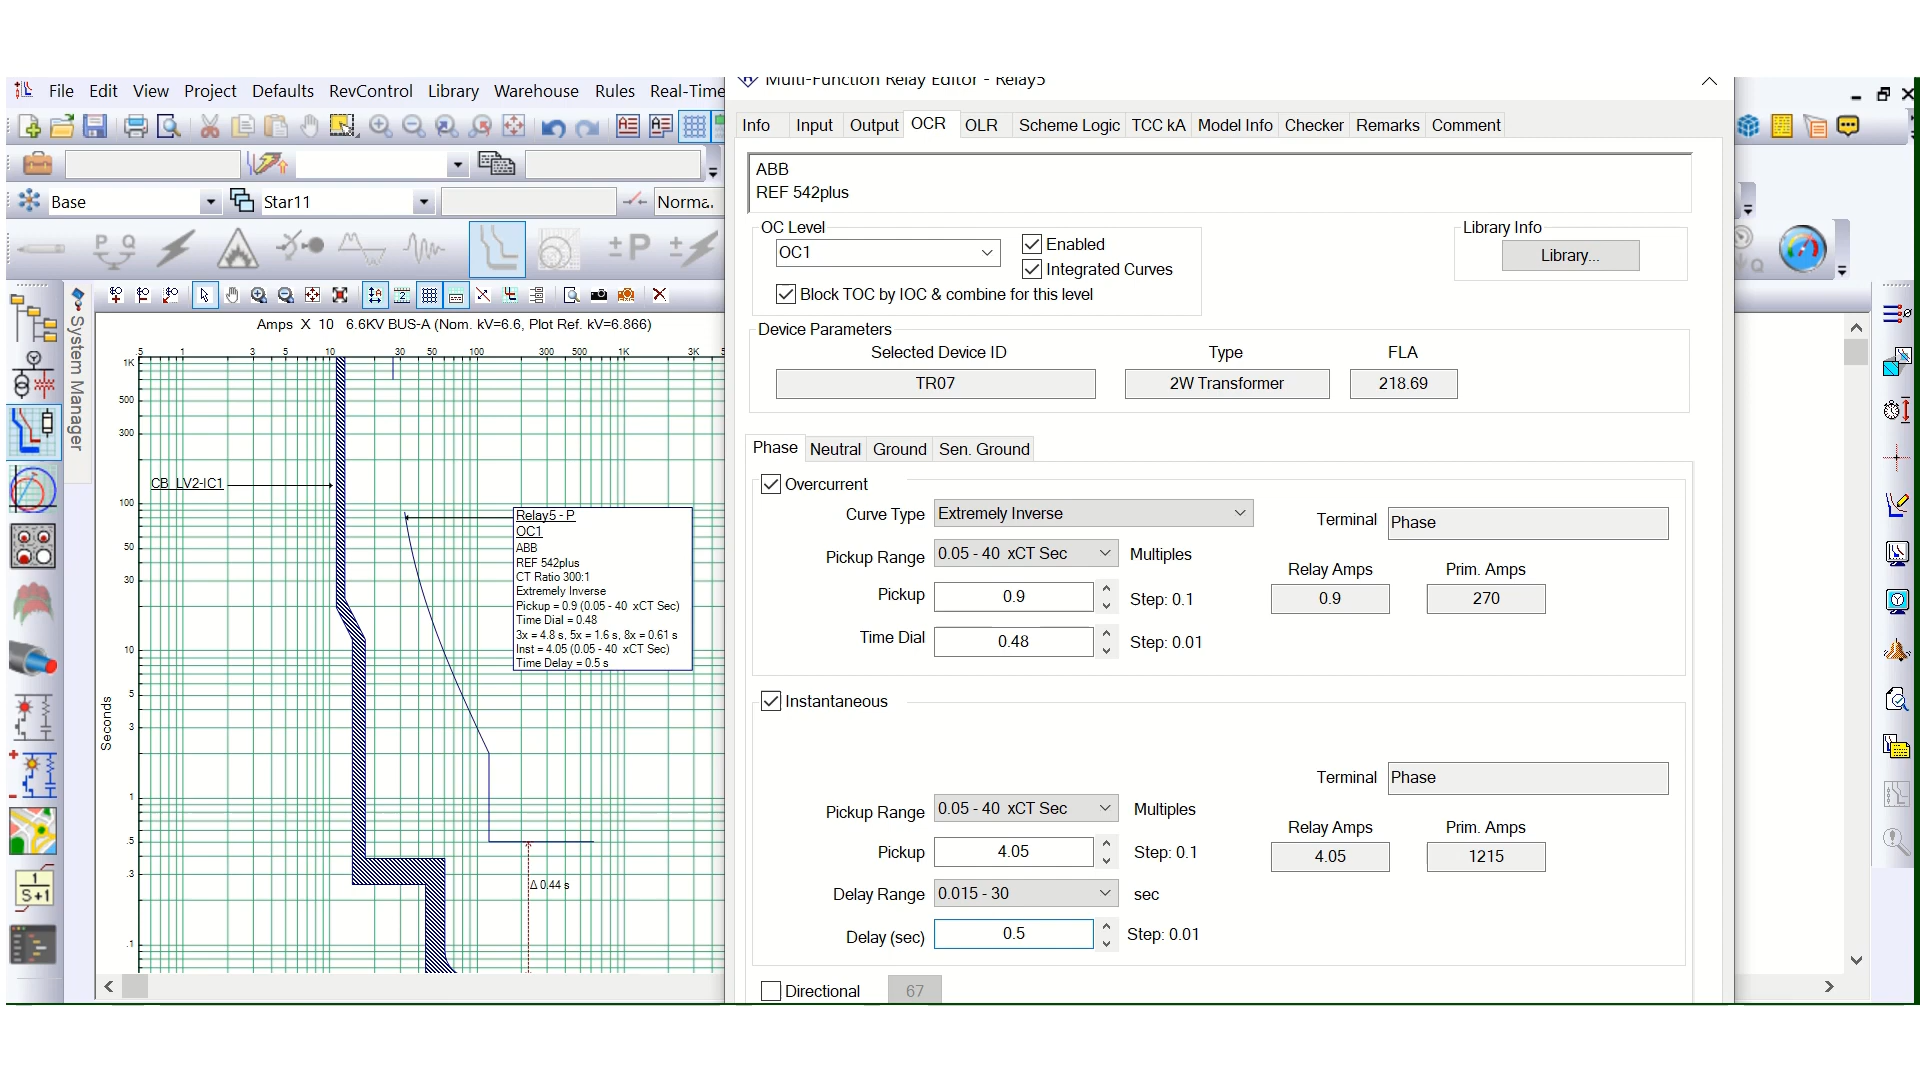 Multi-Function Relay Editor - Relay5
File Edit View Project Defaults RevControl Library Warehouse Rules Real-Time
Info Input Output OCR OLR Scheme Logic TCC kA Model Info Checker Remarks Comment
ABB
REF 542plus
Base Star11 Norma.
OC Level
OC1
Enabled
Integrated Curves
Block TOC by IOC & combine for this level
Library Info
Library...
P Q
± P ±
Q
System Manager
Amps X 10 6.6KV BUS-A (Nom. kV=6.6, Plot Ref. kV=6.866)
.5 1 3 5 10 30 50 100 300 500 1K 3K 5
1K
500
300
100
50
30
10
5
3
1
.5
.3
.1
Seconds
CB LV2-IC1
Relay5 - P
OC1
ABB
REF 542plus
CT Ratio 300:1
Extremely Inverse
Pickup = 0.9 (0.05 - 40 xCT Sec)
Time Dial = 0.48
3x = 4.8 s, 5x = 1.6 s, 8x = 0.61 s
Inst = 4.05 (0.05 - 40 xCT Sec)
Time Delay = 0.5 s
Δ 0.44 s
1
S+1
Device Parameters
Selected Device ID Type FLA
TR07 2W Transformer 218.69
Phase Neutral Ground Sen. Ground
Overcurrent
Curve Type Extremely Inverse Terminal Phase
Pickup Range 0.05 - 40 xCT Sec Multiples
Relay Amps Prim. Amps
Pickup 0.9 Step: 0.1 0.9 270
Time Dial 0.48 Step: 0.01
Instantaneous
Terminal Phase
Pickup Range 0.05 - 40 xCT Sec Multiples
Relay Amps Prim. Amps
Pickup 4.05 Step: 0.1 4.05 1215
Delay Range 0.015 - 30 sec
Delay (sec) 0.5 Step: 0.01
Directional 67